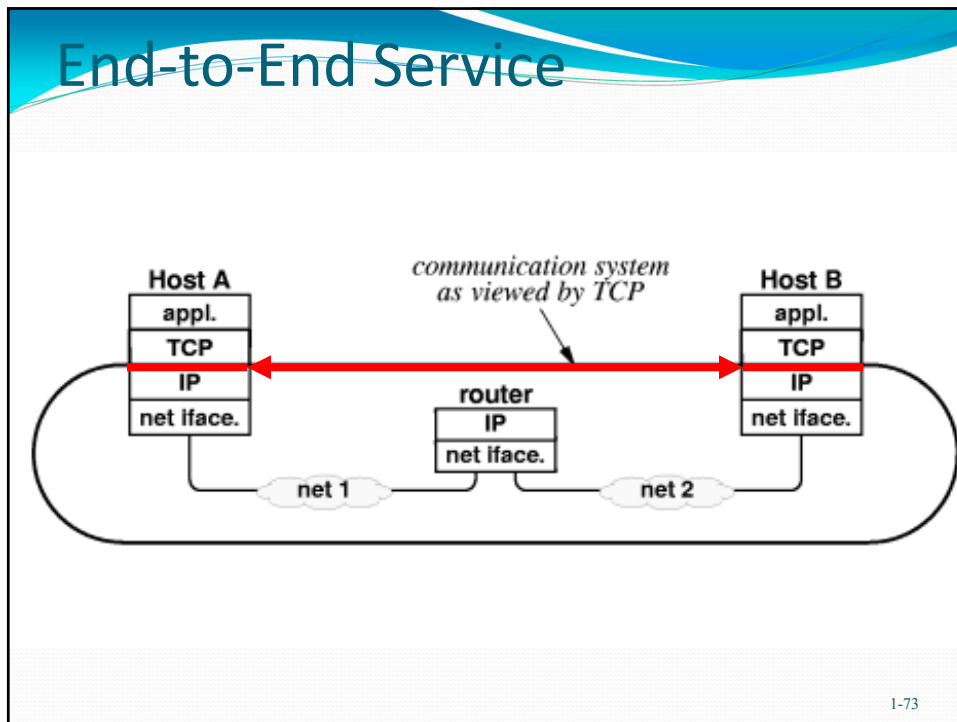 End-to-End Service
communication system
as viewed by TCP
Host A
appl.
TCP
IP
net iface.
router
IP
net iface.
Host B
appl.
TCP
IP
net iface.
net 1
net 2
1-73